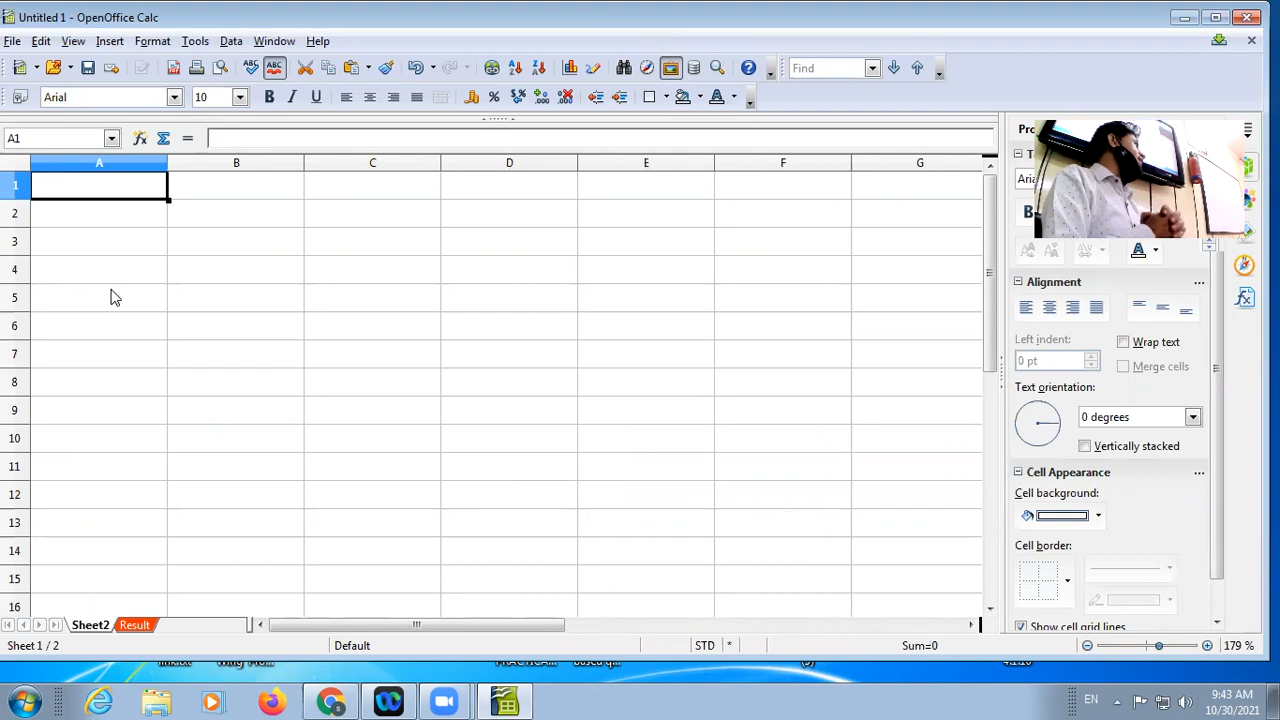 Untitled 1 - OpenOffice Calc
File Edit View Insert Format Tools Data Window Help
ABC ABC Find
Arial 10 B I U
A1
A B C D E F G
1
2
3
4
5
6
7
8
9
10
11
12
13
14
15
16
B
Alignment
Left indent:
0 pt
Wrap text
Merge cells
Text orientation:
0 degrees
Vertically stacked
Cell Appearance
Cell background:
Cell border:
Show cell grid lines
Sheet2 Result
Sheet 1 / 2 Default STD * Sum=0 179 %
EN
9:43 AM
10/30/2021